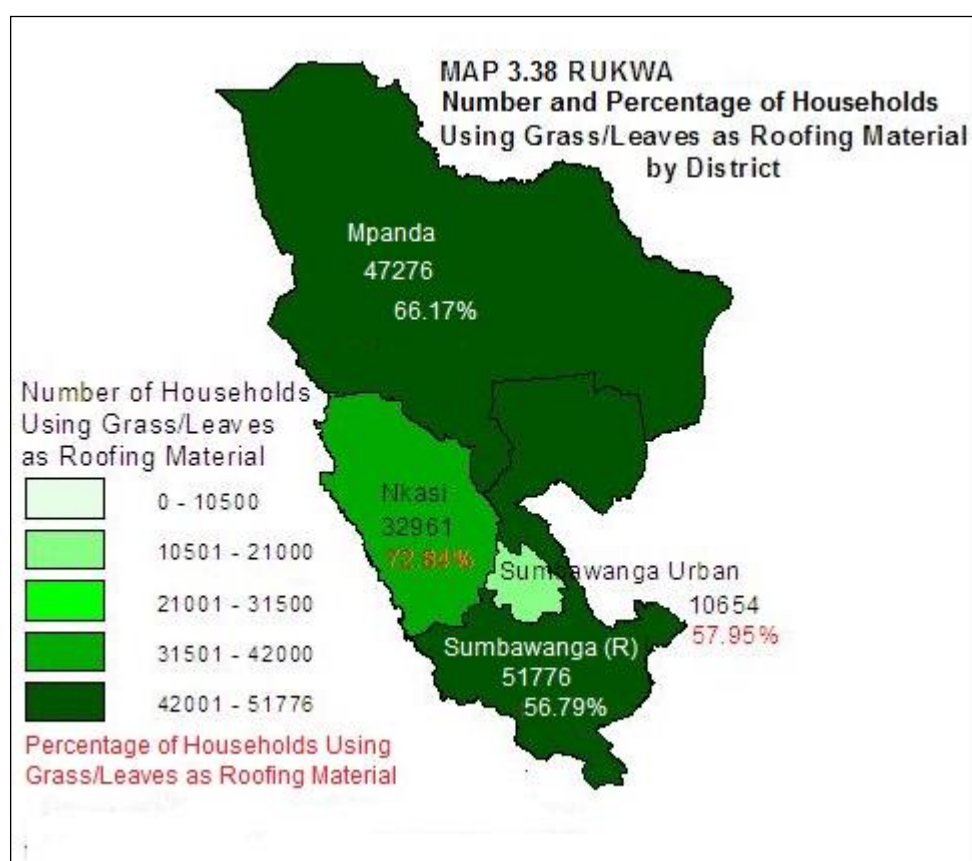 MAP 3.38 RUKWA
Number and Percentage of Households
Using Grass/Leaves as Roofing Material
by District
Mpanda
47276
66.17%
Number of Households
Using Grass/Leaves
as Roofing Material
0 - 10500
10501 - 21000
21001 - 31500
31501 - 42000
42001 - 51776
Percentage of Households Using
Grass/Leaves as Roofing Material
Nkasi
32961
72.84%
Sumbawanga Urban
10654
57.95%
Sumbawanga (R)
51776
56.79%